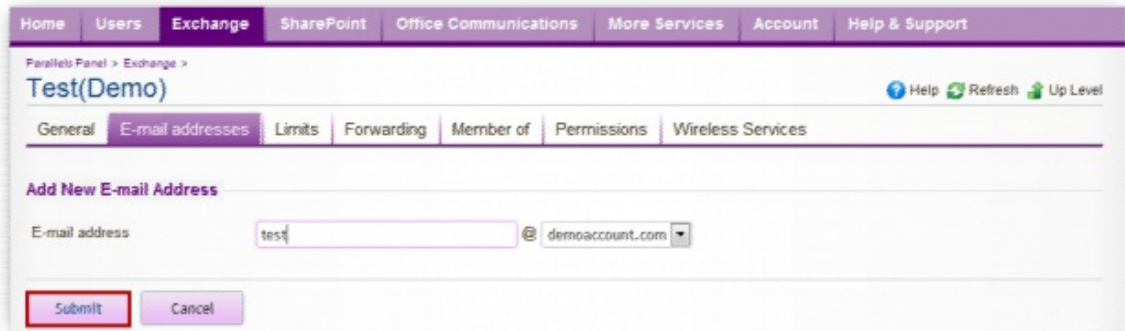 Home Users Exchange SharePoint Office Communications More Services Account Help & Support
Parallels Panel > Exchange >
Test(Demo)
Help Refresh Up Level
General E-mail addresses Limits Forwarding Member of Permissions Wireless Services
Add New E-mail Address
E-mail address test @ demoaccount.com
Submit Cancel